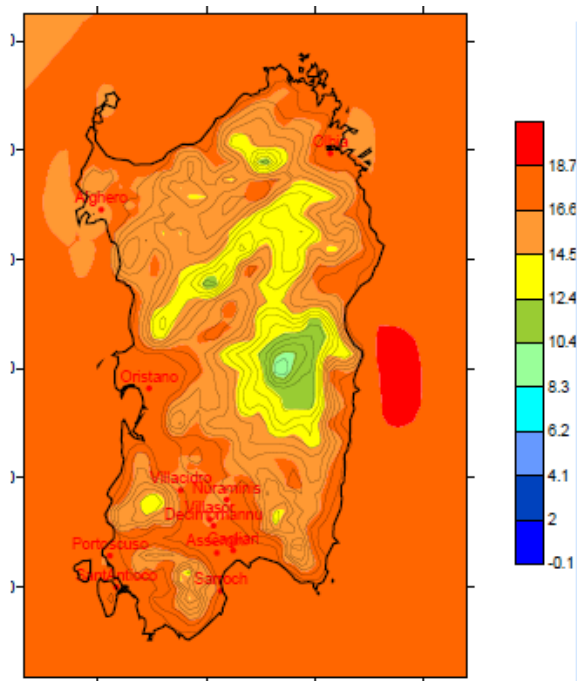 Olbia
Alghero
Oristano
Villacidro
Nuraminis
Villasor
Decimomannu
Assemini
Cagliari
Portoscuso
SantAntioco
Sarroch
18.7
16.6
14.5
12.4
10.4
8.3
6.2
4.1
2
-0.1